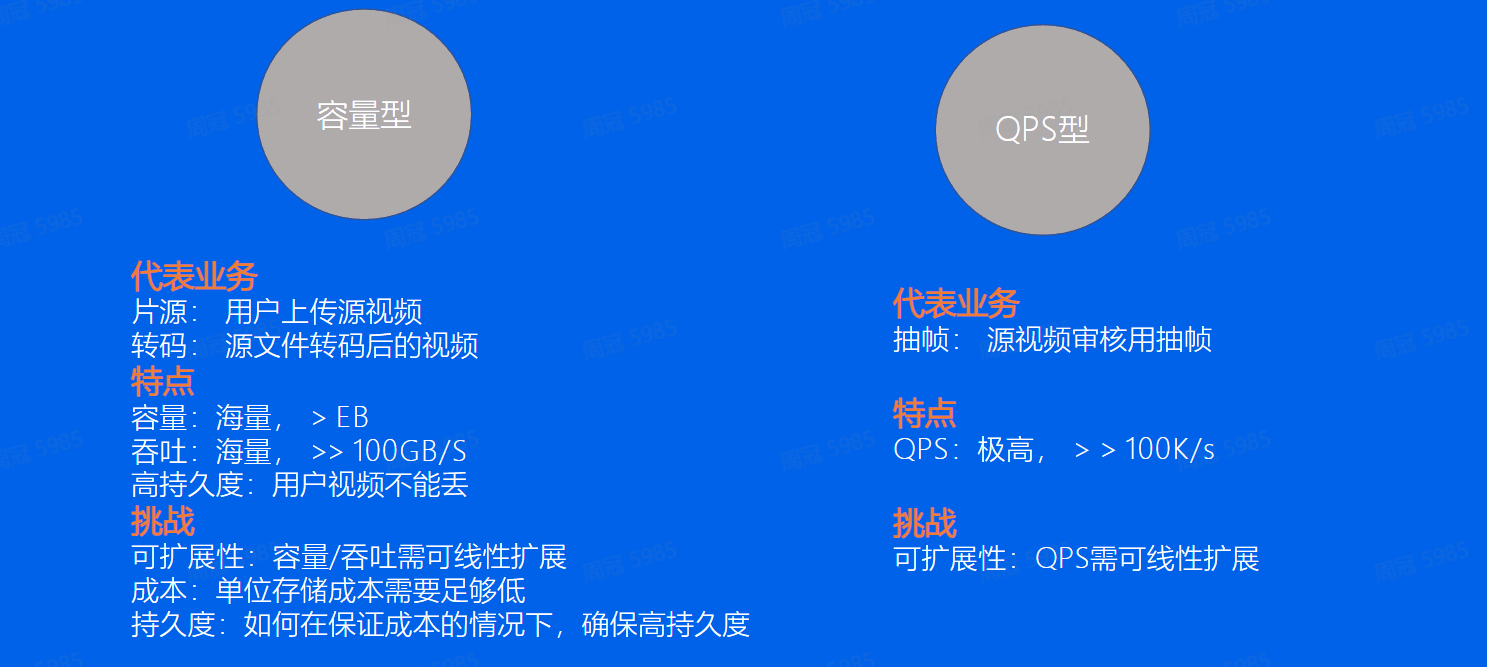 容量型
代表业务
片源： 用户上传源视频
转码： 源文件转码后的视频
特点
容量：海量， > EB
吞吐：海量， >> 100GB/S
高持久度：用户视频不能丢
挑战
可扩展性：容量/吞吐需可线性扩展
成本：单位存储成本需要足够低
持久度：如何在保证成本的情况下，确保高持久度
QPS型
代表业务
抽帧： 源视频审核用抽帧
特点
QPS：极高， > > 100K/s
挑战
可扩展性：QPS需可线性扩展
周冠 5985